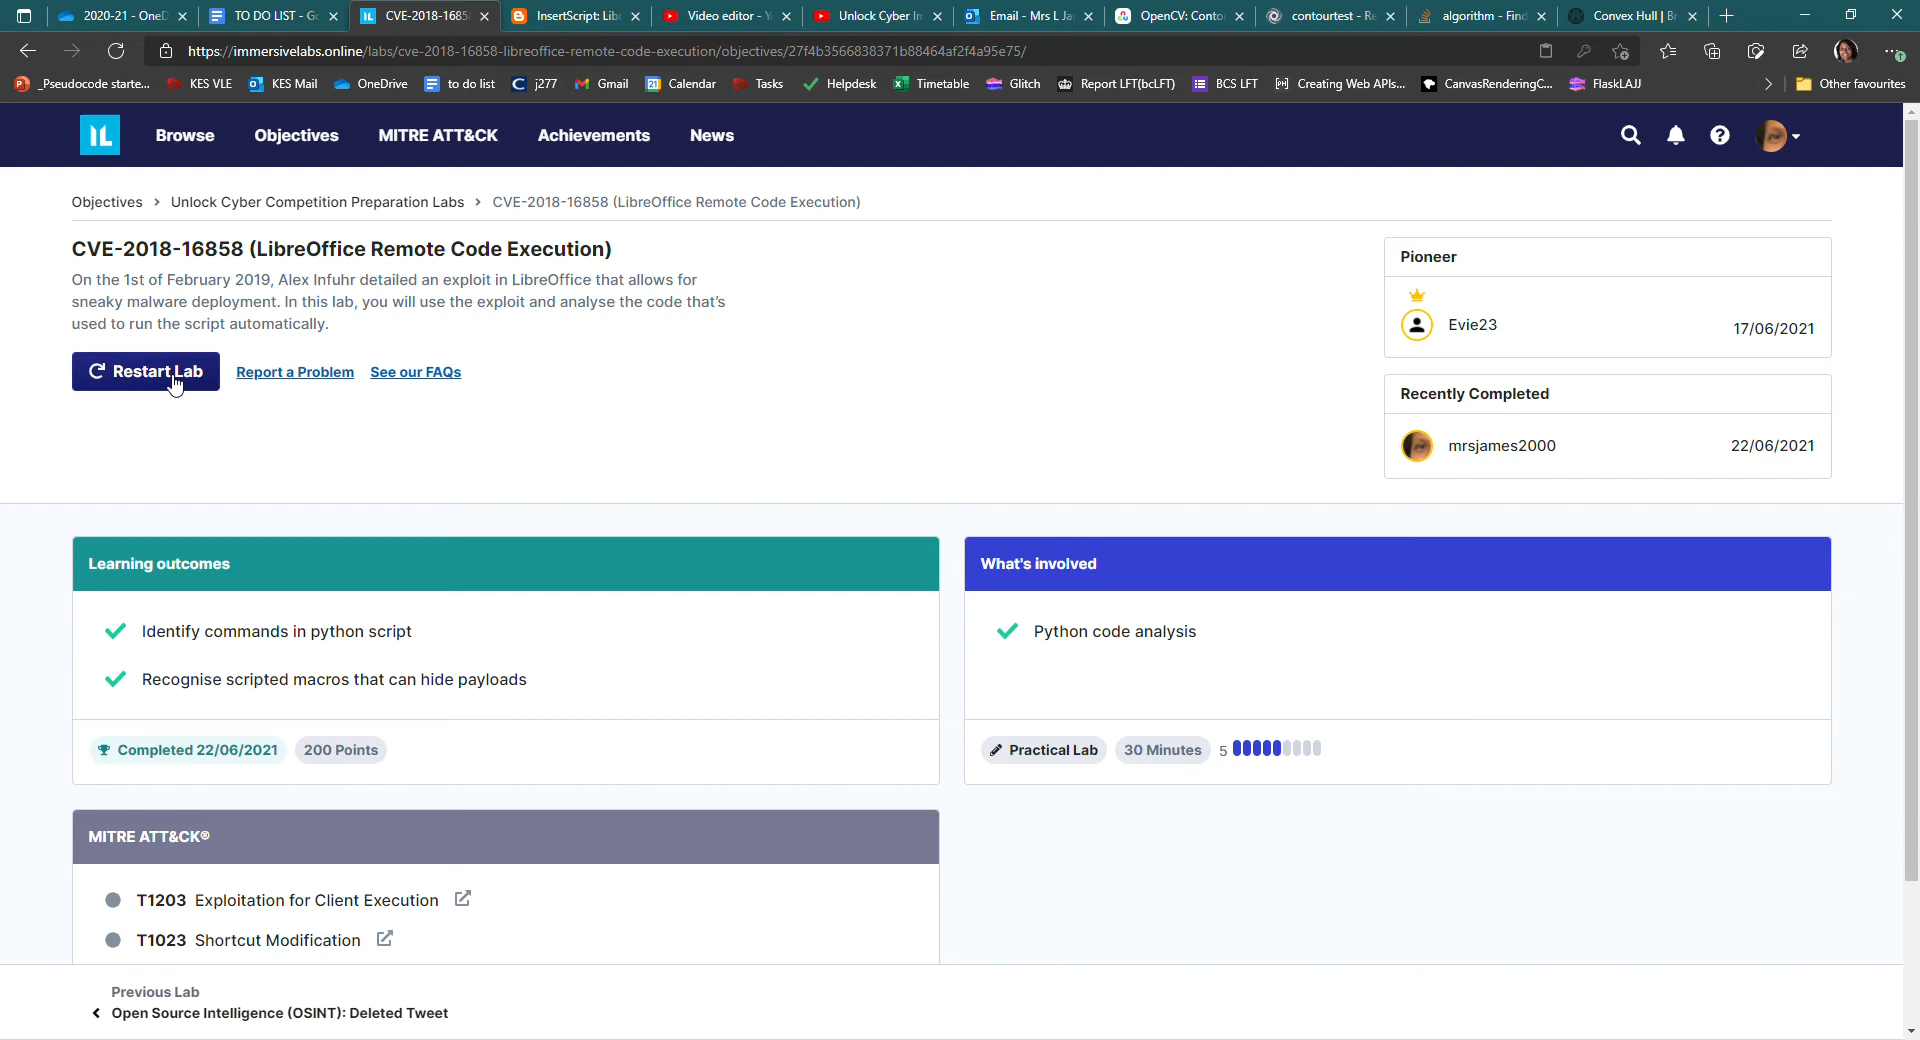 2020-21 - OneD
TO DO LIST - Go
CVE-2018-1685
InsertScript: Lib
Video editor - Y
Unlock Cyber Im
Email - Mrs L Ja
OpenCV: Conto
contourtest - Re
algorithm - Find
Convex Hull | Br
https://immersivelabs.online/labs/cve-2018-16858-libreoffice-remote-code-execution/objectives/27f4b3566838371b88464af2f4a95e75/
_Pseudocode starte...
KES VLE
KES Mail
OneDrive
to do list
j277
Gmail
Calendar
Tasks
Helpdesk
Timetable
Glitch
Report LFT(bcLFT)
BCS LFT
Creating Web APIs...
CanvasRenderingC...
FlaskLAJJ
Other favourites
IL
Browse
Objectives
MITRE ATT&CK
Achievements
News
Objectives > Unlock Cyber Competition Preparation Labs > CVE-2018-16858 (LibreOffice Remote Code Execution)
CVE-2018-16858 (LibreOffice Remote Code Execution)
On the 1st of February 2019, Alex Infuhr detailed an exploit in LibreOffice that allows for
sneaky malware deployment. In this lab, you will use the exploit and analyse the code that's
used to run the script automatically.
Restart Lab
Report a Problem
See our FAQs
Pioneer
Evie23
17/06/2021
Recently Completed
mrsjames2000
22/06/2021
Learning outcomes
Identify commands in python script
Recognise scripted macros that can hide payloads
Completed 22/06/2021
200 Points
What's involved
Python code analysis
Practical Lab
30 Minutes
5
MITRE ATT&CK®
T1203 Exploitation for Client Execution
T1023 Shortcut Modification
Previous Lab
Open Source Intelligence (OSINT): Deleted Tweet